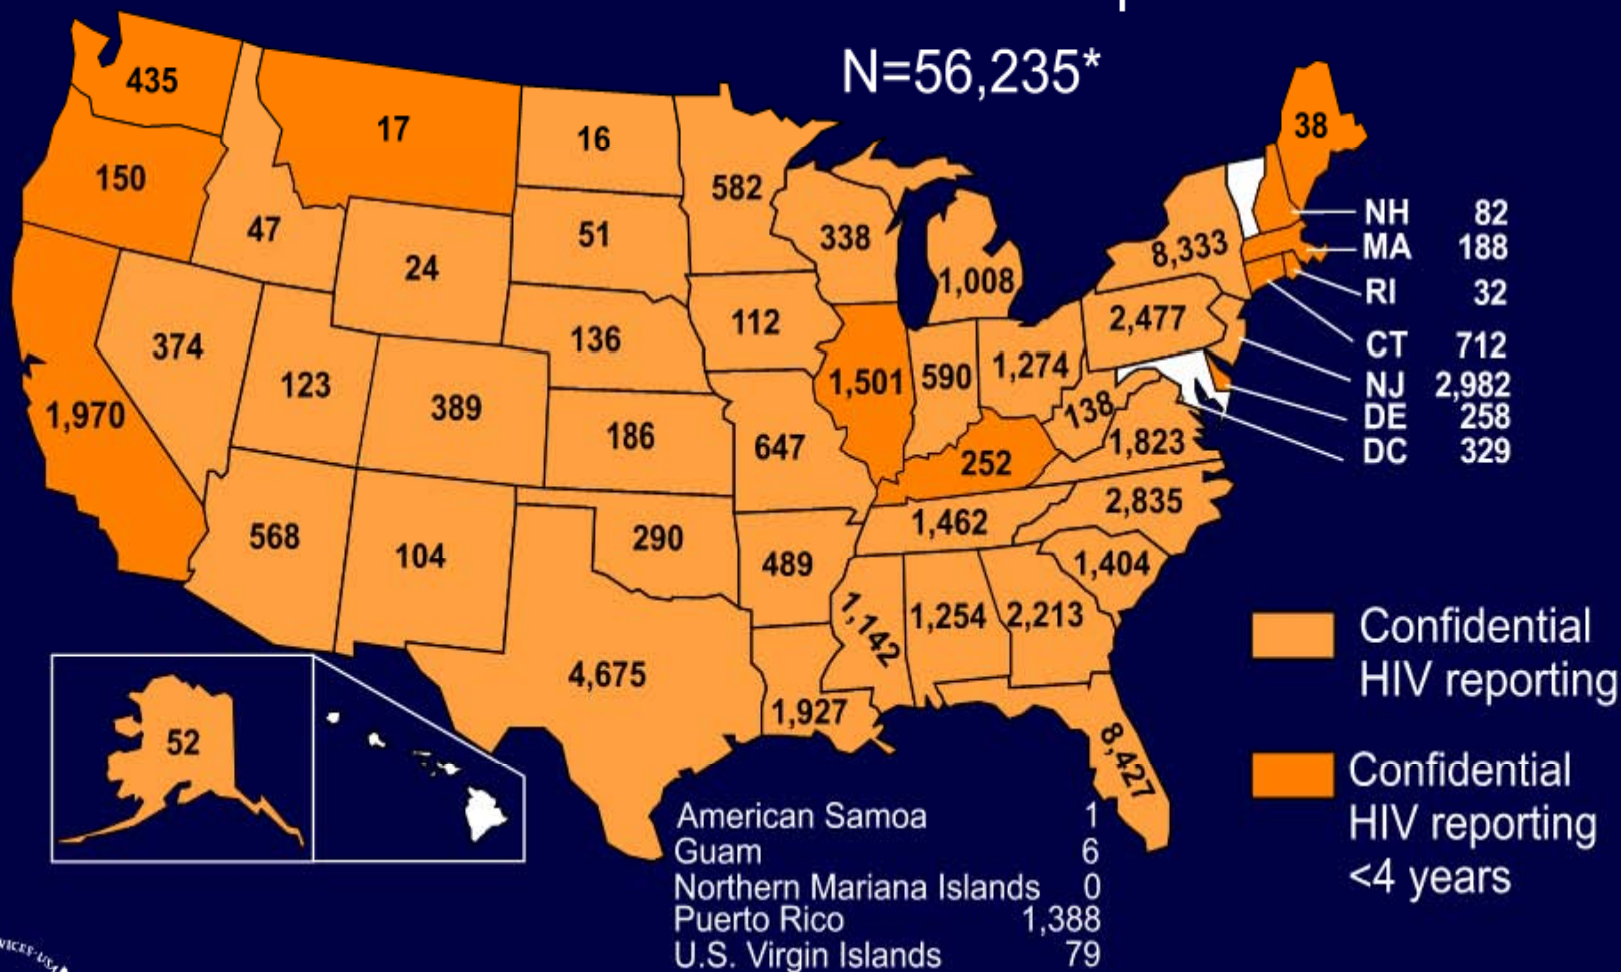 N=56,235*
435
17
16
582
38
150
47
51
338
8,333
NH 82
MA 188
24
1,008
RI 32
374
136
112
2,477
CT 712
123
1,501
590
1,274
NJ 2,982
1,970
389
138
DE 258
186
647
252
1,823
DC 329
568
104
290
1,462
2,835
489
1,404
1,142
1,254
2,213
4,675
1,927
8,427
52
Confidential
HIV reporting
Confidential
HIV reporting
<4 years
American Samoa 1
Guam 6
Northern Mariana Islands 0
Puerto Rico 1,388
U.S. Virgin Islands 79